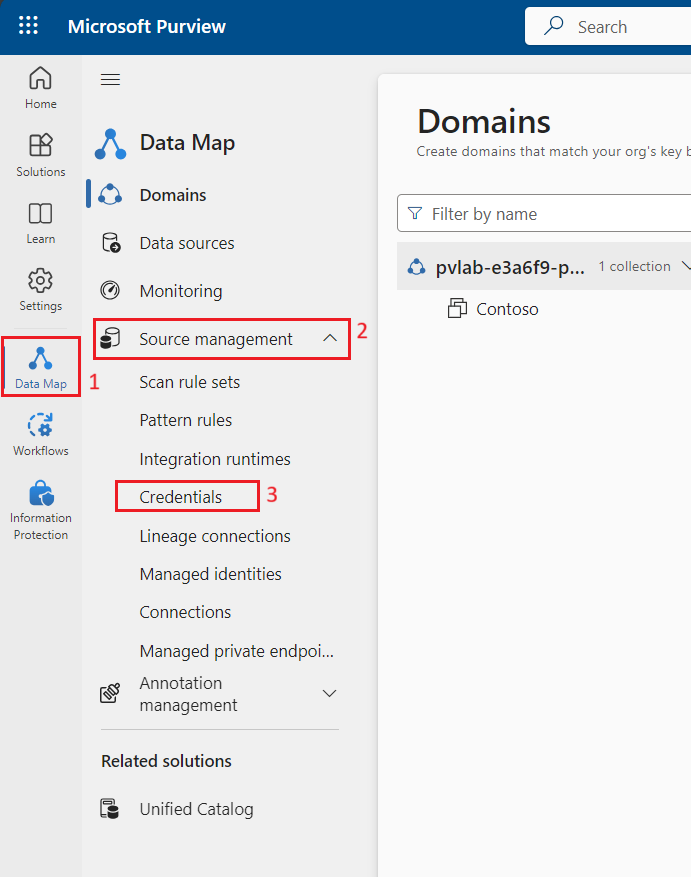 Microsoft Purview
Search
Home
Solutions
Learn
Settings
Data Map
1
Workflows
Information
Protection
Data Map
Domains
Data sources
Monitoring
Source management
2
Scan rule sets
Pattern rules
Integration runtimes
Credentials
3
Lineage connections
Managed identities
Connections
Managed private endpoi...
Annotation
management
Related solutions
Unified Catalog
Domains
Create domains that match your org's key b
Filter by name
pvlab-e3a6f9-p... 1 collection
Contoso